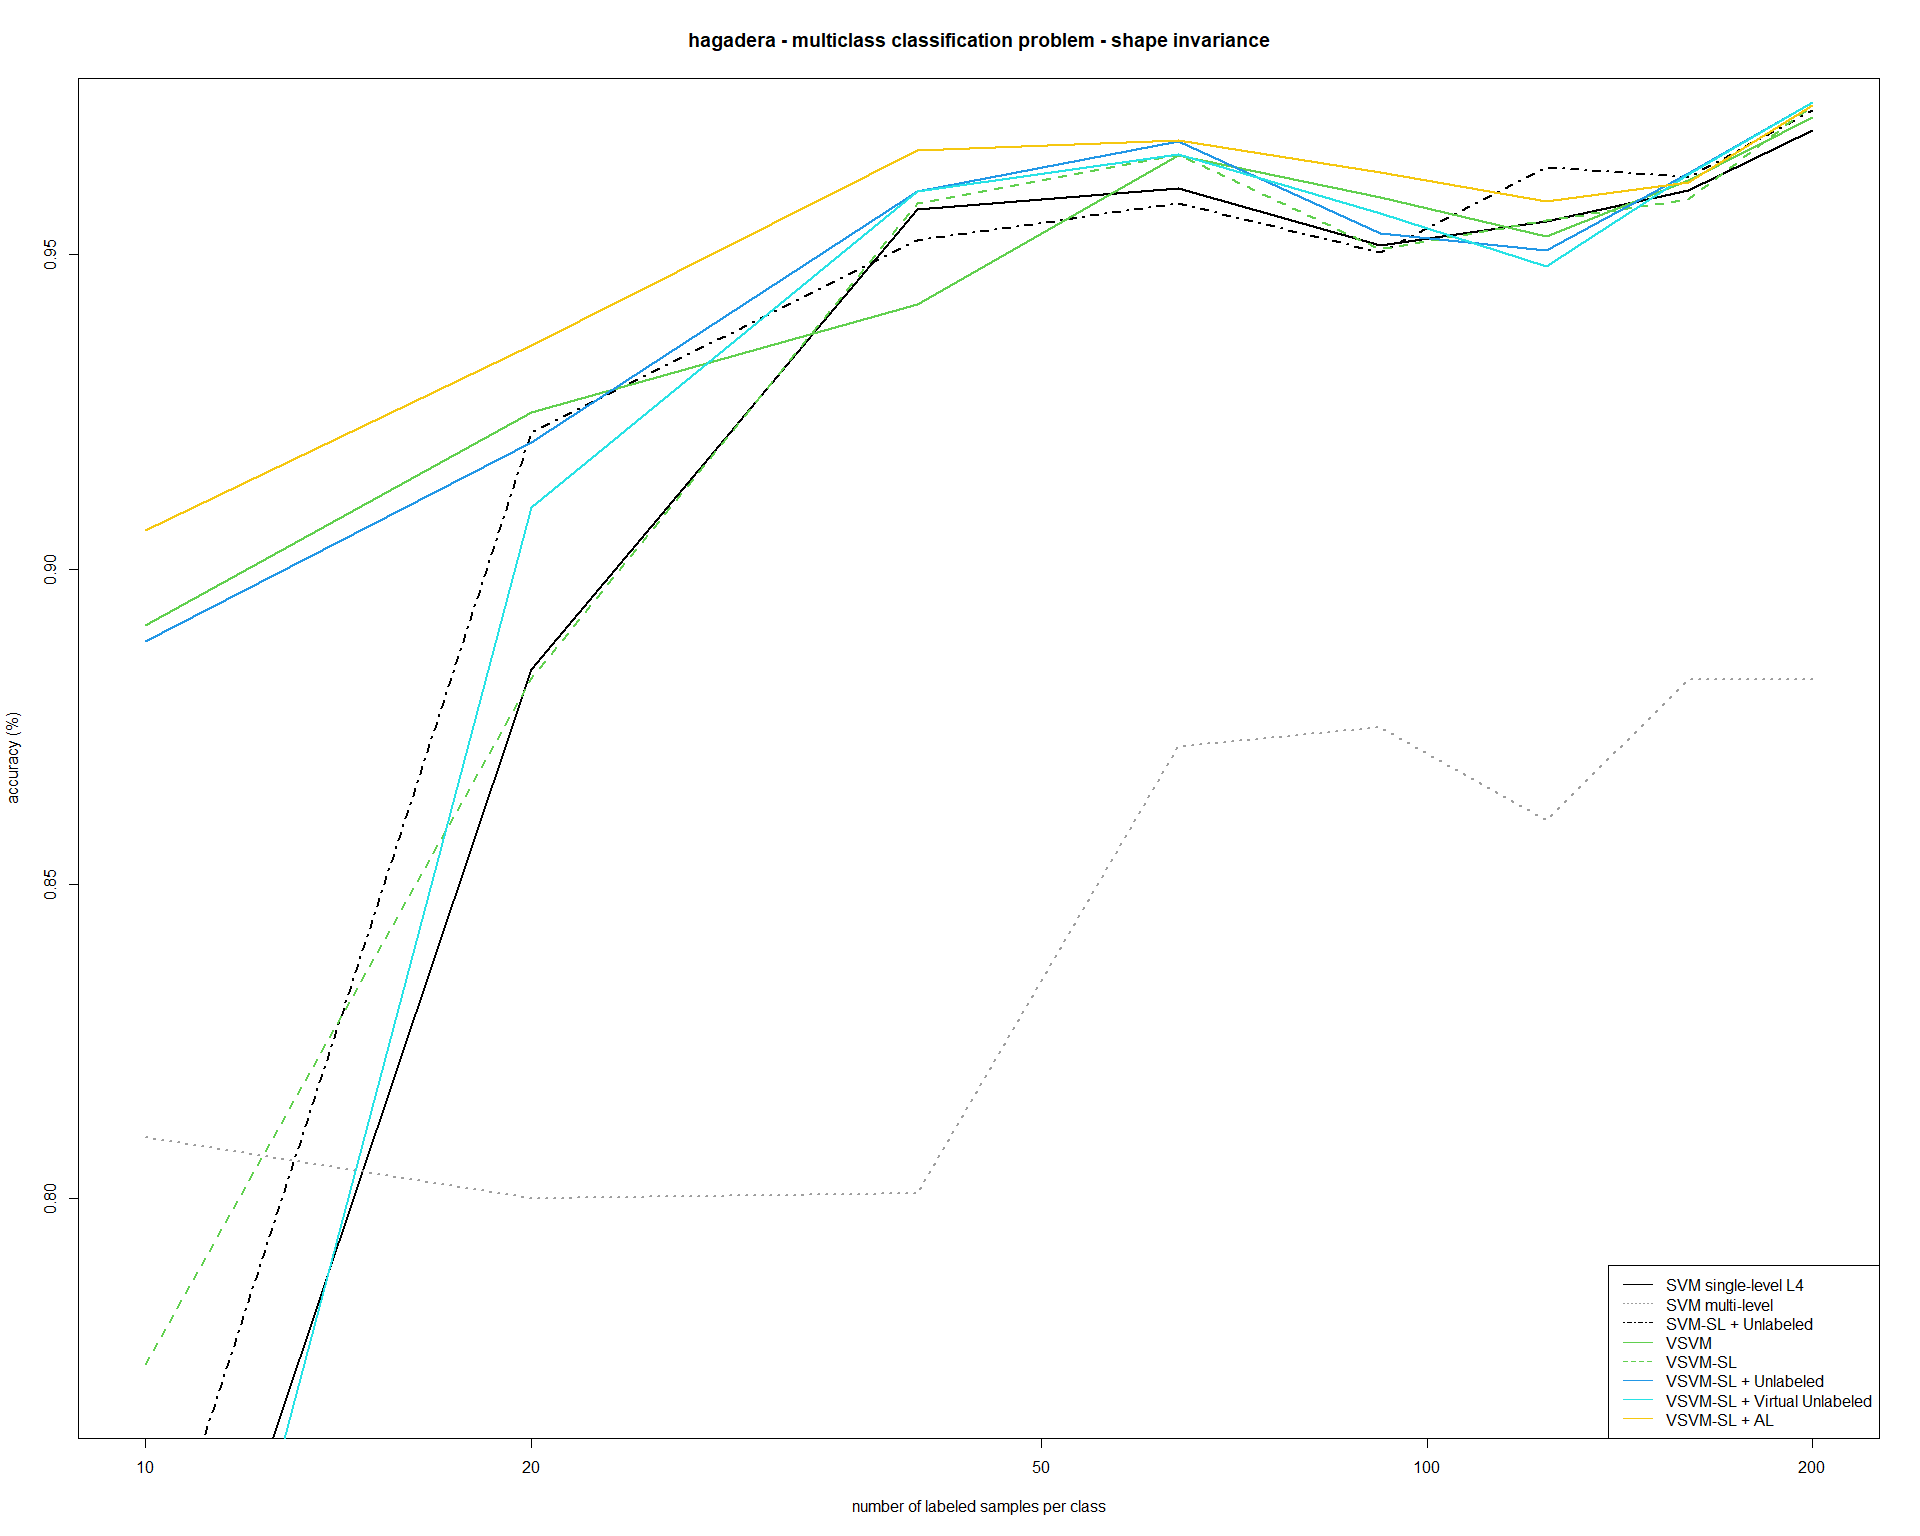 hagadera - multiclass classification problem - shape invariance
accuracy (%)
0.95
0.90
0.85
0.80
10
20
50
100
200
number of labeled samples per class
SVM single-level L4
SVM multi-level
SVM-SL + Unlabeled
VSVM
VSVM-SL
VSVM-SL + Unlabeled
VSVM-SL + Virtual Unlabeled
VSVM-SL + AL